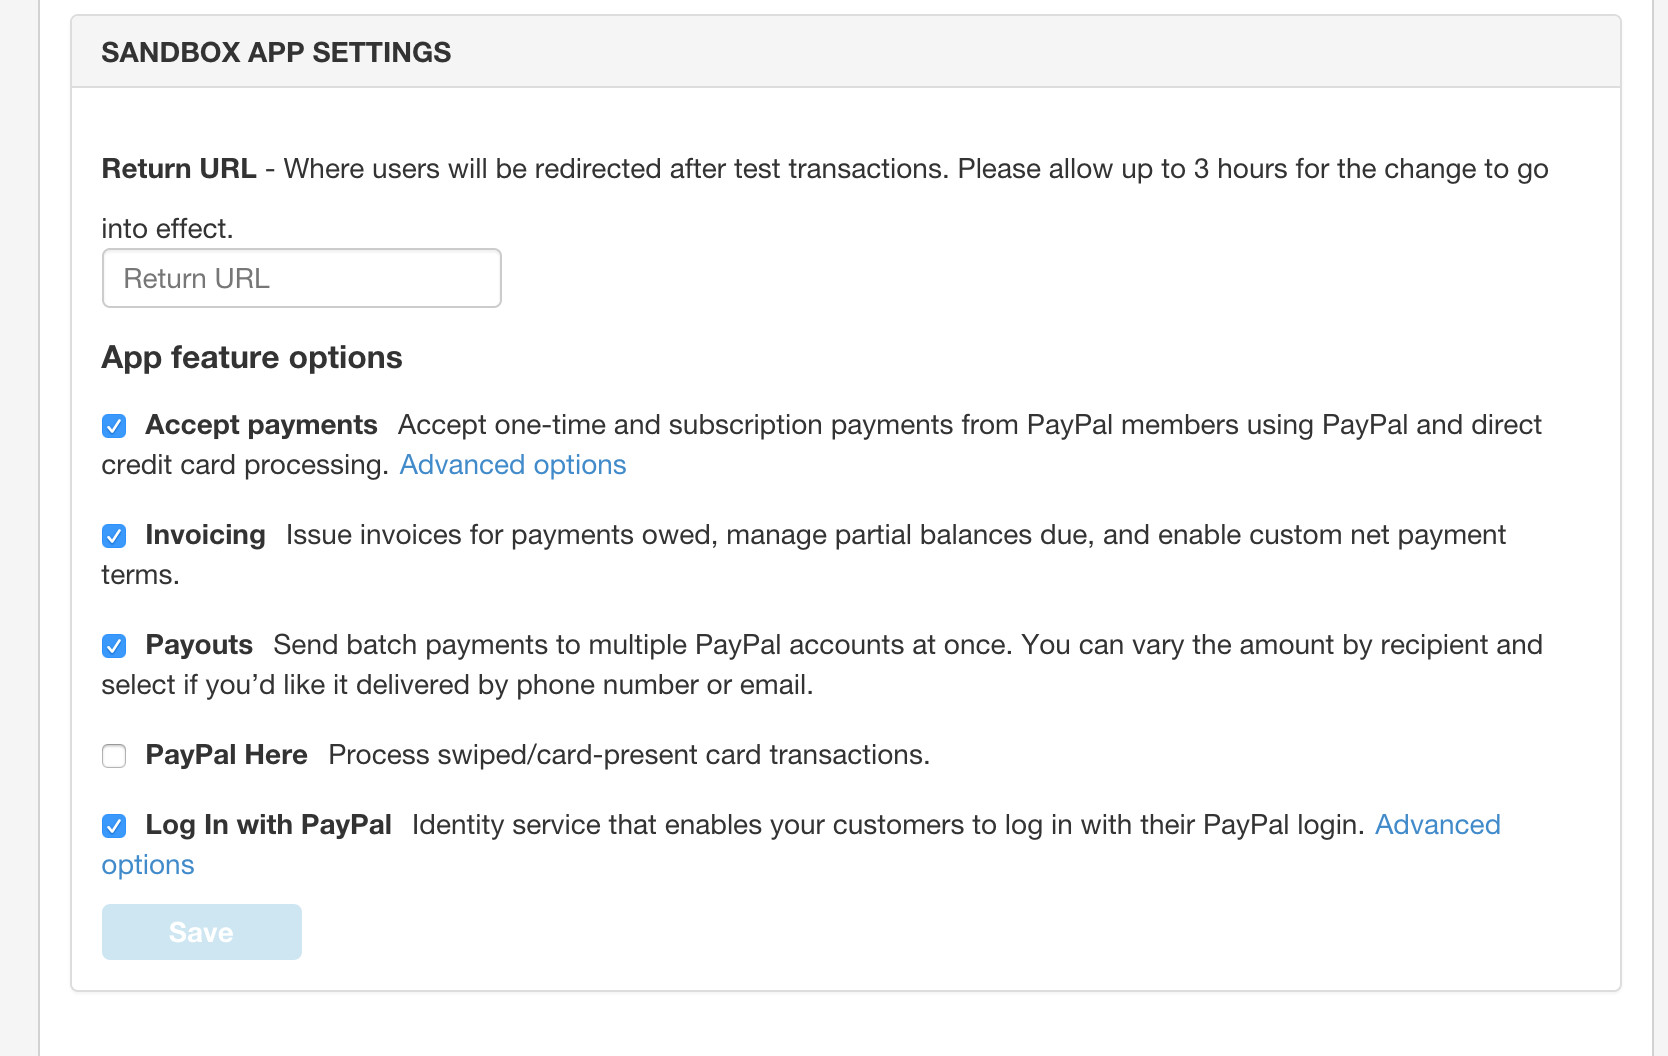 SANDBOX APP SETTINGS
Return URL - Where users will be redirected after test transactions. Please allow up to 3 hours for the change to go
into effect.
Return URL
App feature options
Accept payments Accept one-time and subscription payments from PayPal members using PayPal and direct
credit card processing. Advanced options
Invoicing Issue invoices for payments owed, manage partial balances due, and enable custom net payment
terms.
Payouts Send batch payments to multiple PayPal accounts at once. You can vary the amount by recipient and
select if you’d like it delivered by phone number or email.
PayPal Here Process swiped/card-present card transactions.
Log In with PayPal Identity service that enables your customers to log in with their PayPal login. Advanced
options
Save